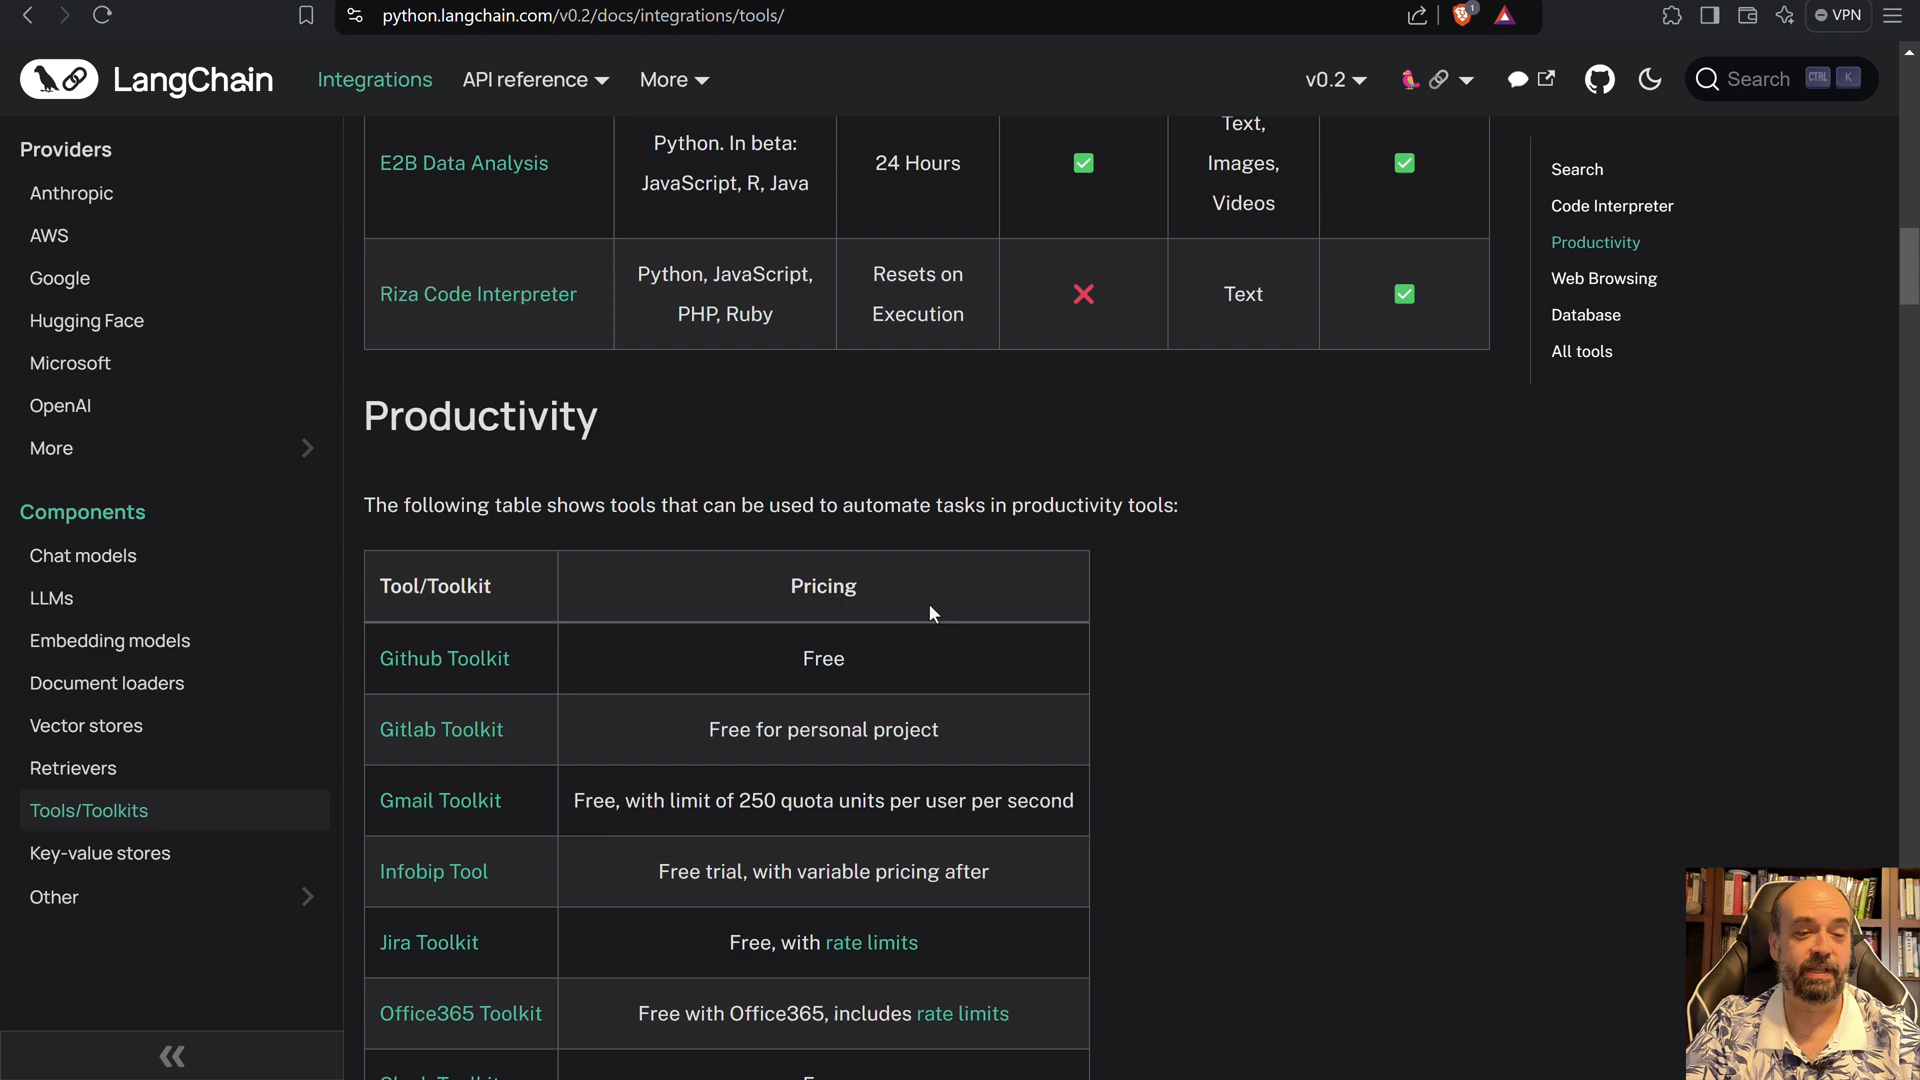 python.langchain.com/v0.2/docs/integrations/tools/
1
VPN
LangChain
Integrations
API reference
More
v0.2
Search
CTRL
K
Providers
Anthropic
AWS
Google
Hugging Face
Microsoft
OpenAI
More
Components
Chat models
LLMs
Embedding models
Document loaders
Vector stores
Retrievers
Tools/Toolkits
Key-value stores
Other
E2B Data Analysis
Python. In beta:
JavaScript, R, Java
24 Hours
Text,
Images,
Videos
Riza Code Interpreter
Python, JavaScript,
PHP, Ruby
Resets on
Execution
Text
Productivity
The following table shows tools that can be used to automate tasks in productivity tools:
Tool/Toolkit
Pricing
Github Toolkit
Free
Gitlab Toolkit
Free for personal project
Gmail Toolkit
Free, with limit of 250 quota units per user per second
Infobip Tool
Free trial, with variable pricing after
Jira Toolkit
Free, with rate limits
Office365 Toolkit
Free with Office365, includes rate limits
Search
Code Interpreter
Productivity
Web Browsing
Database
All tools